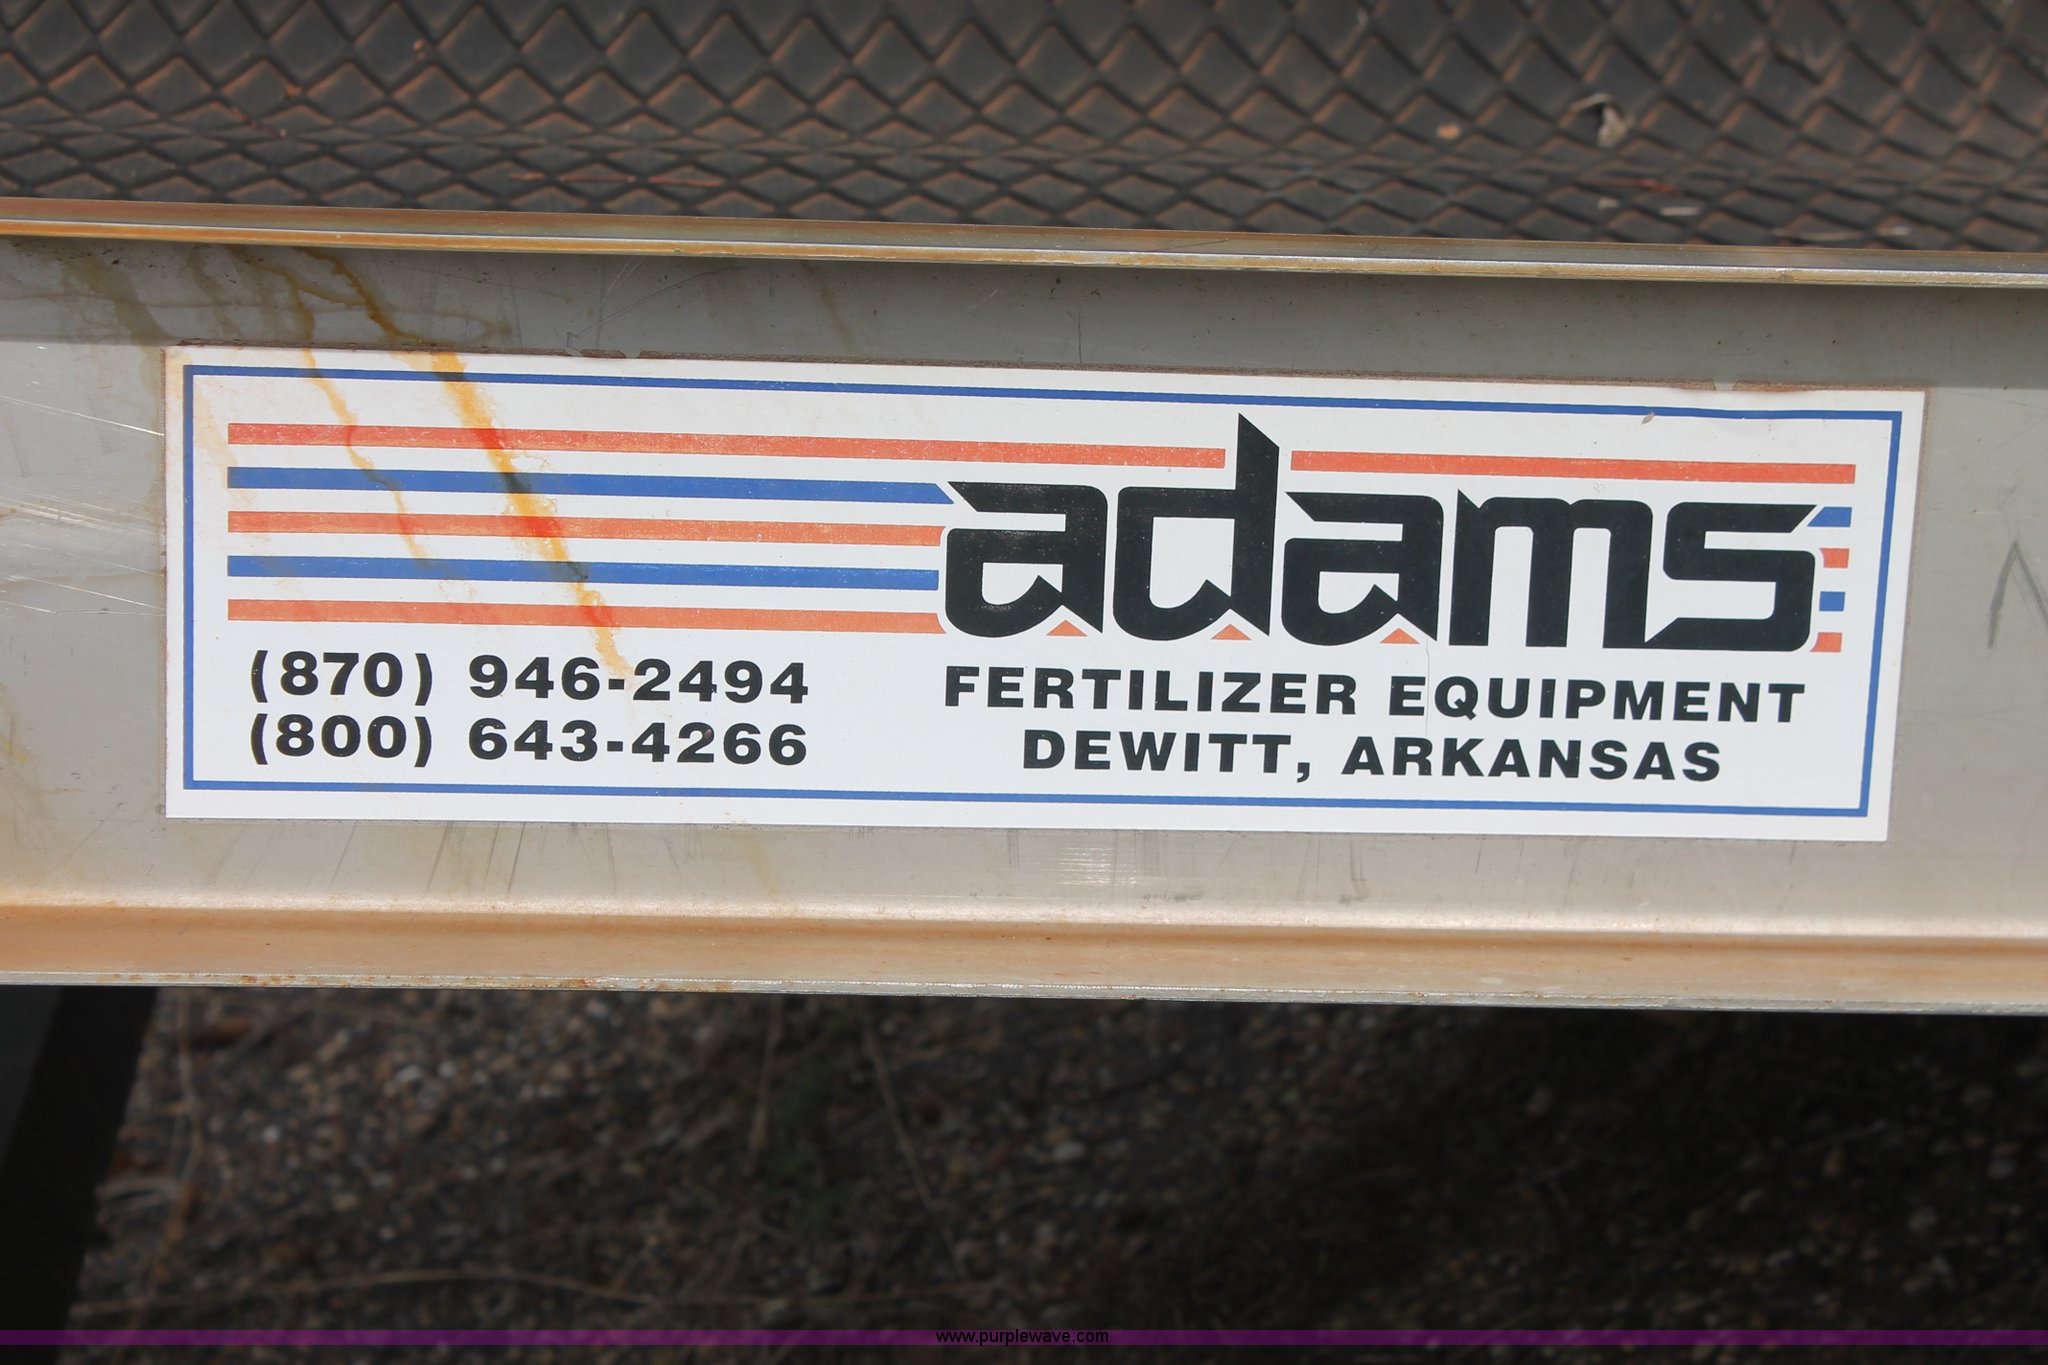 adams
(870) 946-2494
(800) 643-4266
FERTILIZER EQUIPMENT
DEWITT, ARKANSAS
www.purplewave.com